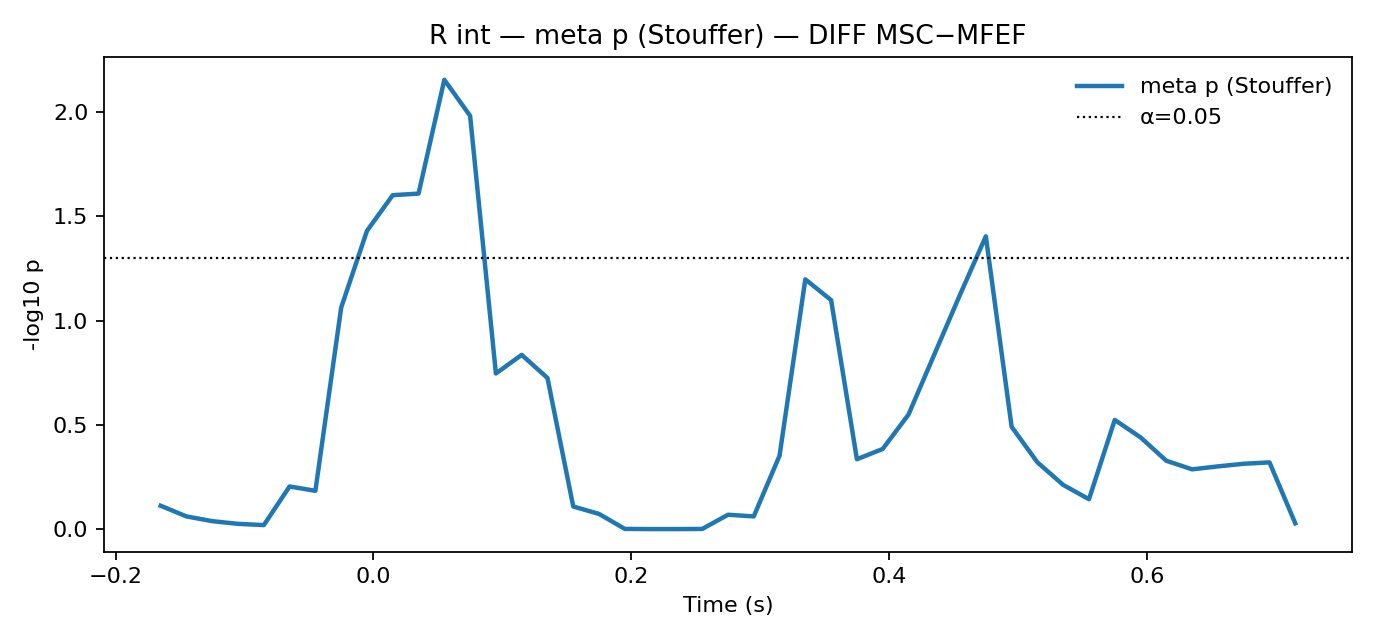 R int — meta p (Stouffer) — DIFF MSC−MFEF
meta p (Stouffer)
α=0.05
-log10 p
2.0
1.5
1.0
0.5
0.0
−0.2
0.0
0.2
0.4
0.6
Time (s)